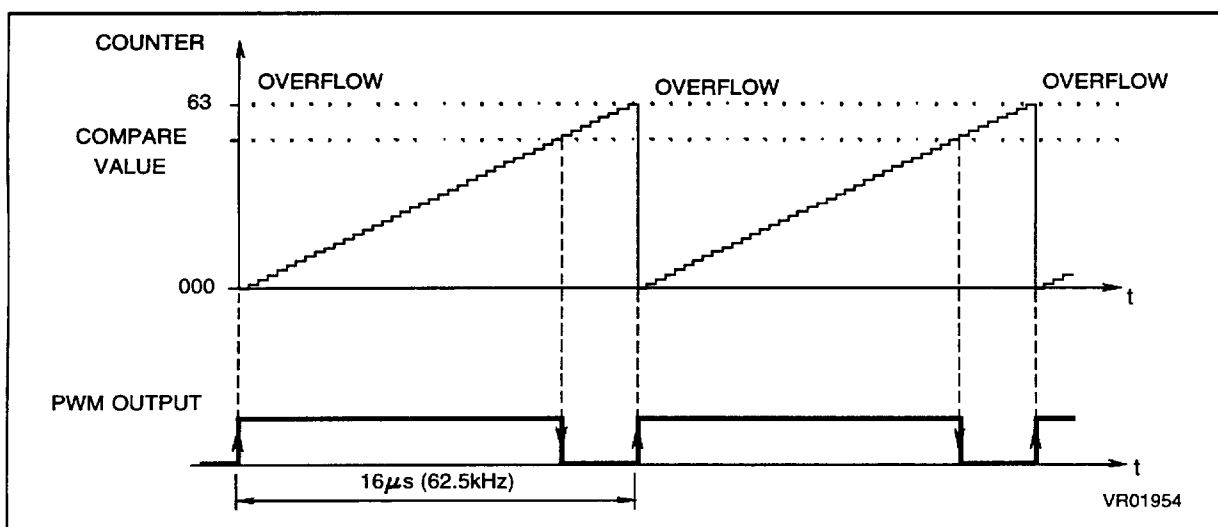 COUNTER
OVERFLOW
OVERFLOW
OVERFLOW
63
COMPARE
VALUE
000
t
PWM OUTPUT
t
16μs (62.5kHz)
VR01954